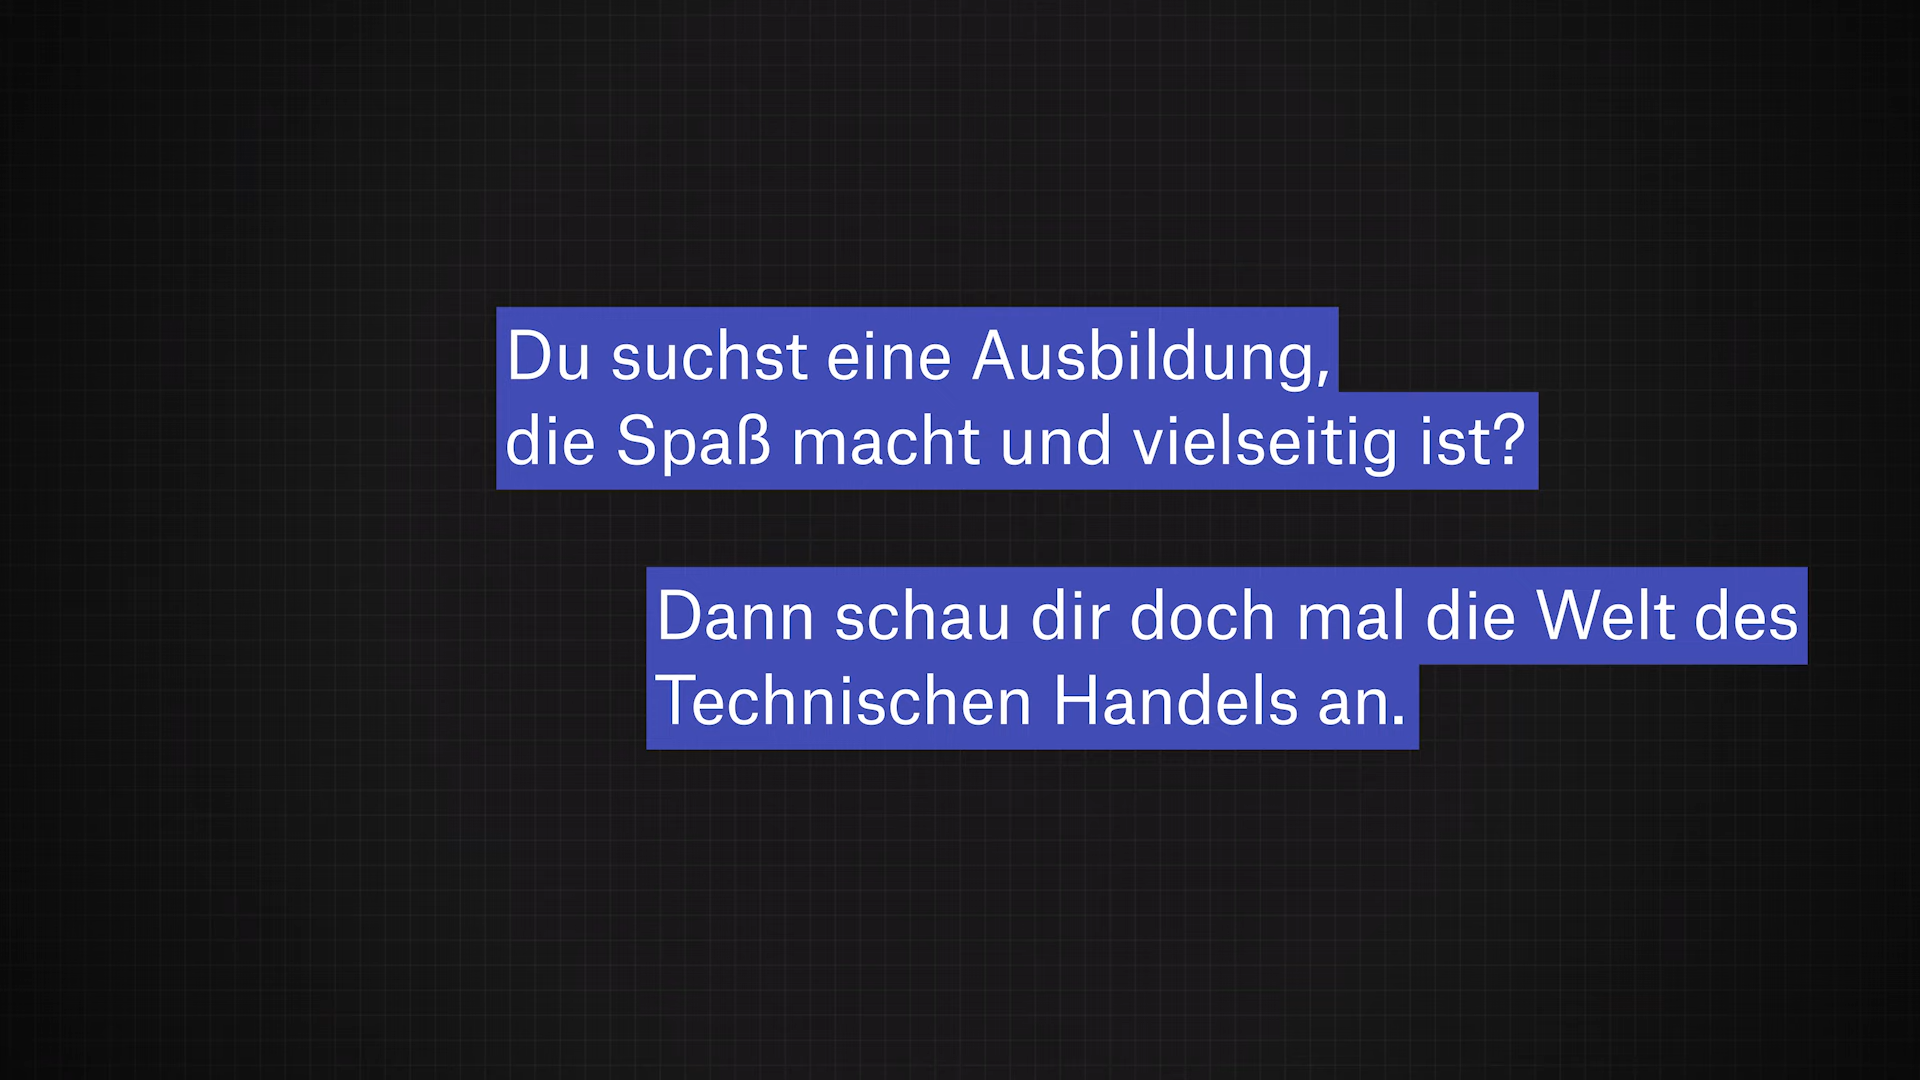 Du suchst eine Ausbildung,
die Spaß macht und vielseitig ist?
Dann schau dir doch mal die Welt des
Technischen Handels an.